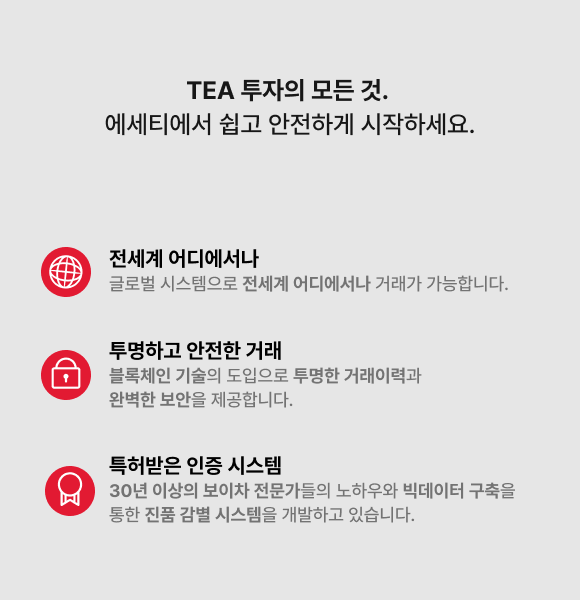 TEA 투자의 모든 것.
에세티에서 쉽고 안전하게 시작하세요.
전세계 어디에서나
글로벌 시스템으로 전세계 어디에서나 거래가 가능합니다.
투명하고 안전한 거래
블록체인 기술의 도입으로 투명한 거래이력과
완벽한 보안을 제공합니다.
특허받은 인증 시스템
30년 이상의 보이차 전문가들의 노하우와 빅데이터 구축을
통한 진품 감별 시스템을 개발하고 있습니다.